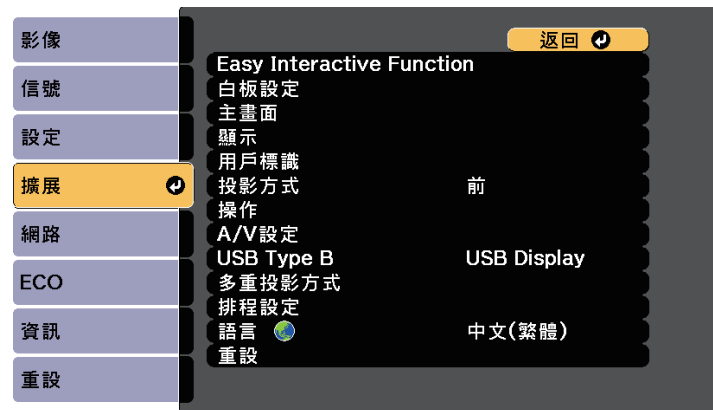 影像
信號
設定
擴展
網路
ECO
資訊
重設
返回
Easy Interactive Function
白板設定
主畫面
顯示
用戶標識
投影方式 前
操作
A/V設定
USB Type B USB Display
多重投影方式
排程設定
語言 中文(繁體)
重設